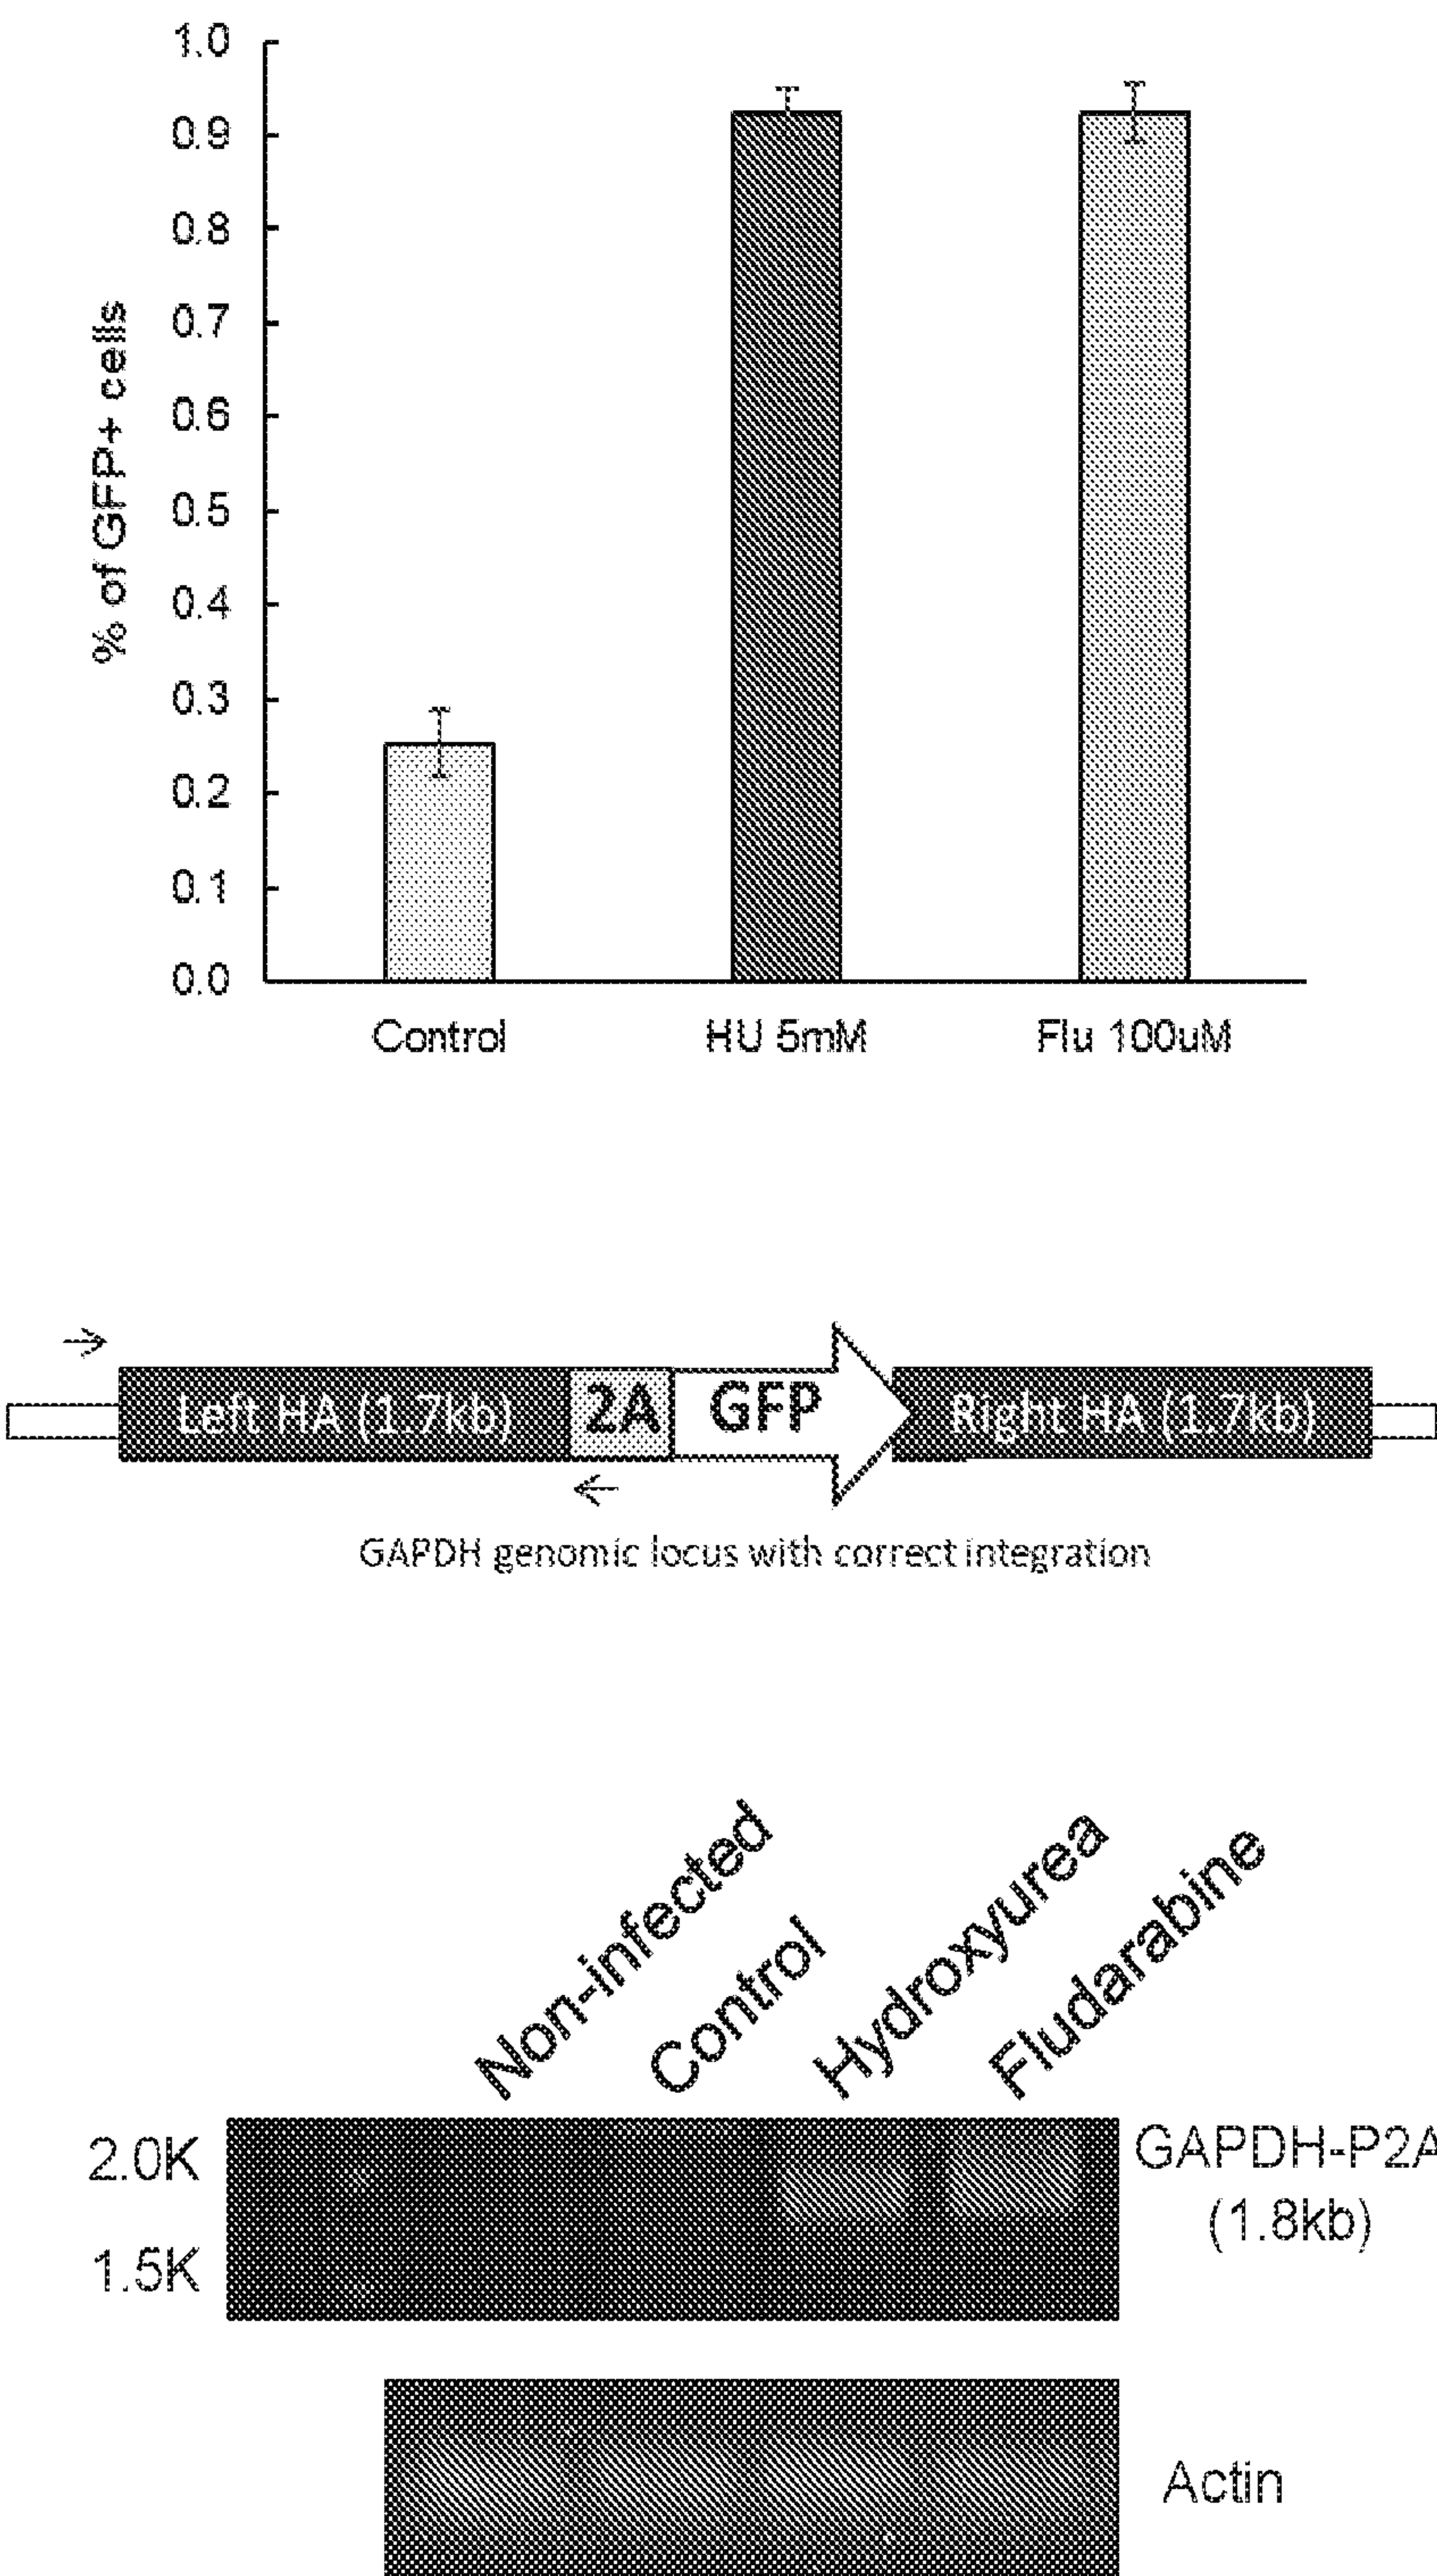 1.0
0.9
0.8
0.7
0.6
0.5
0.4
0.3
0.2
0.1
0.0
% of GFP+ cells
Control
HU 5mM
Flu 100uM
Left HA (1.7kb)
2A
GFP
Right HA (1.7kb)
GAPDH genomic locus with correct integration
Non-infected
Control
Hydroxyurea
Fludarabine
2.0K
1.5K
GAPDH-P2A
(1.8kb)
Actin